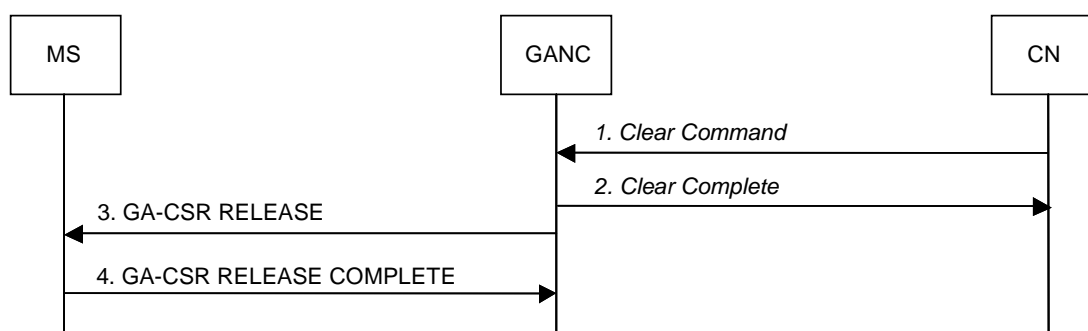 MS
GANC
CN
1. Clear Command
2. Clear Complete
3. GA-CSR RELEASE
4. GA-CSR RELEASE COMPLETE